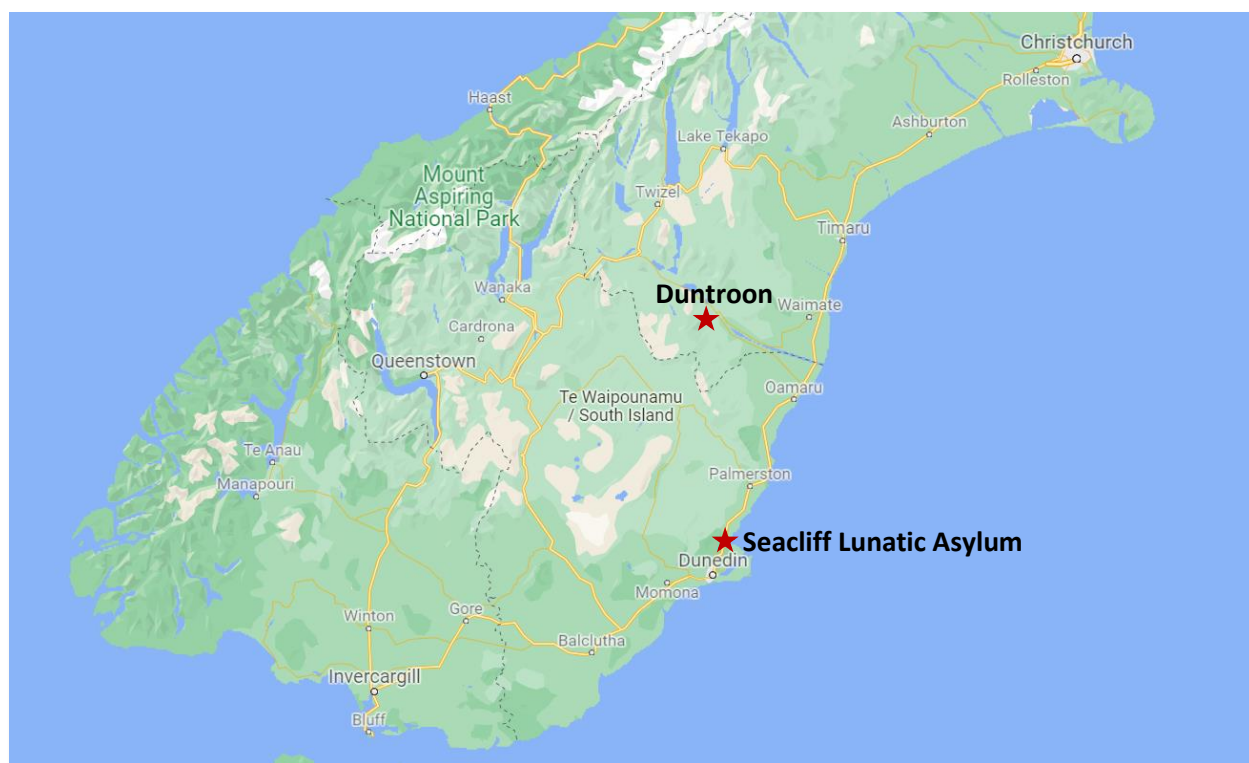 Christchurch
Rolleston
Haast
Ashburton
Lake Tekapo
Mount
Aspiring
National Park
Twizel
Timaru
Duntroon
Wanaka
Waimate
Cardrona
Queenstown
Te Waipounamu
/ South Island
Oamaru
Te Anau
Manapouri
Palmerston
Seacliff Lunatic Asylum
Dunedin
Momona
Winton
Gore
Balclutha
Invercargill
Bluff